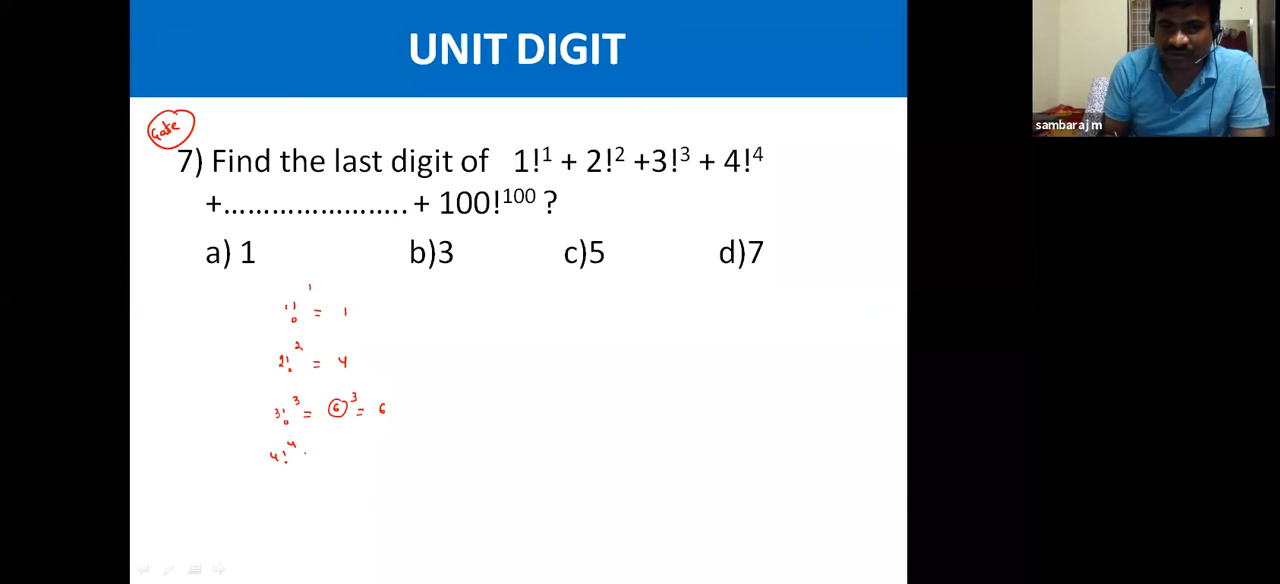 UNIT DIGIT
sambaraj m
Gate
7) Find the last digit of 1!¹ + 2!² +3!³ + 4!⁴
+………………….. + 100!¹⁰⁰ ?
a) 1 b)3 c)5 d)7
1!¹ = 1
2!² = 4
3!³ = 6³ = 6
4!⁴